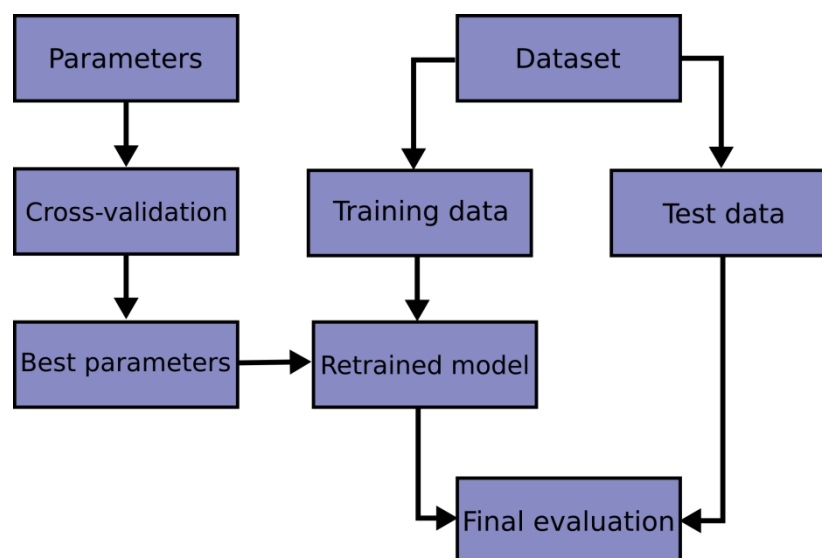 Parameters
Dataset
Cross-validation
Training data
Test data
Best parameters
Retrained model
Final evaluation